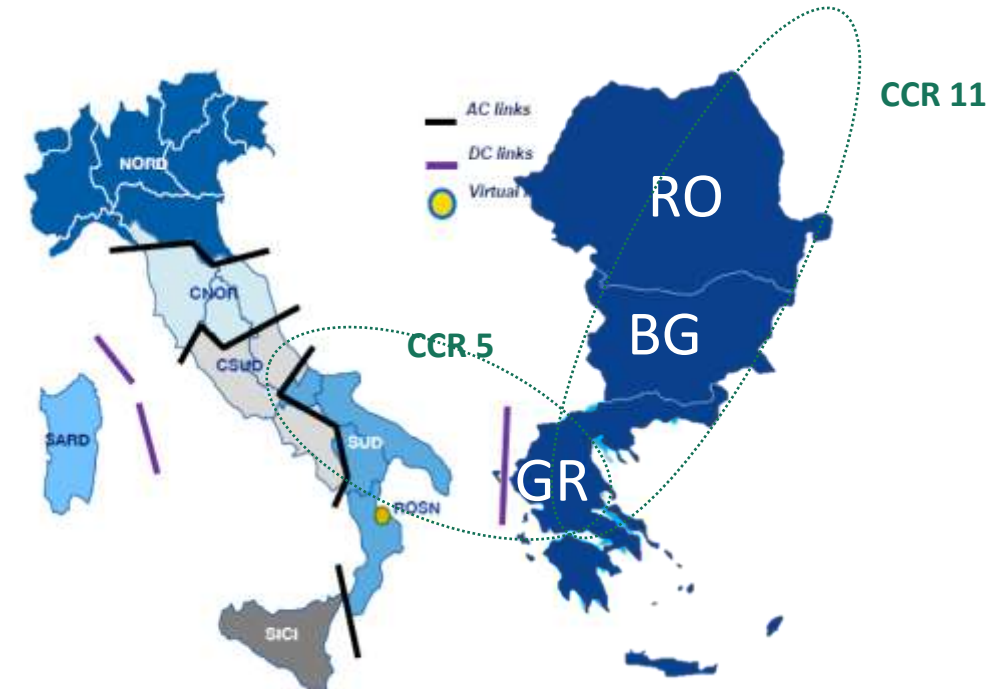 CCR 11
AC links
DC links
Virtual
NORD
RO
CNOR
BG
CCR 5
CSUD
SARD
SUD
GR
ROSN
SICI